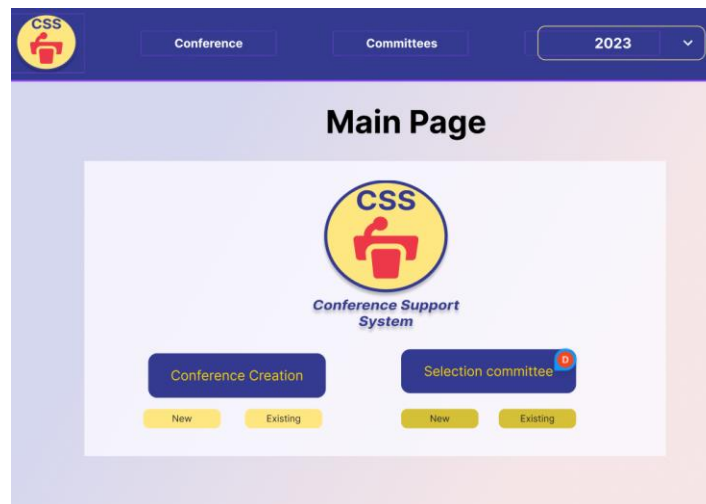 CSS
Conference
Committees
2023
Main Page
CSS
Conference Support
System
Conference Creation
Selection committee
D
New
Existing
New
Existing